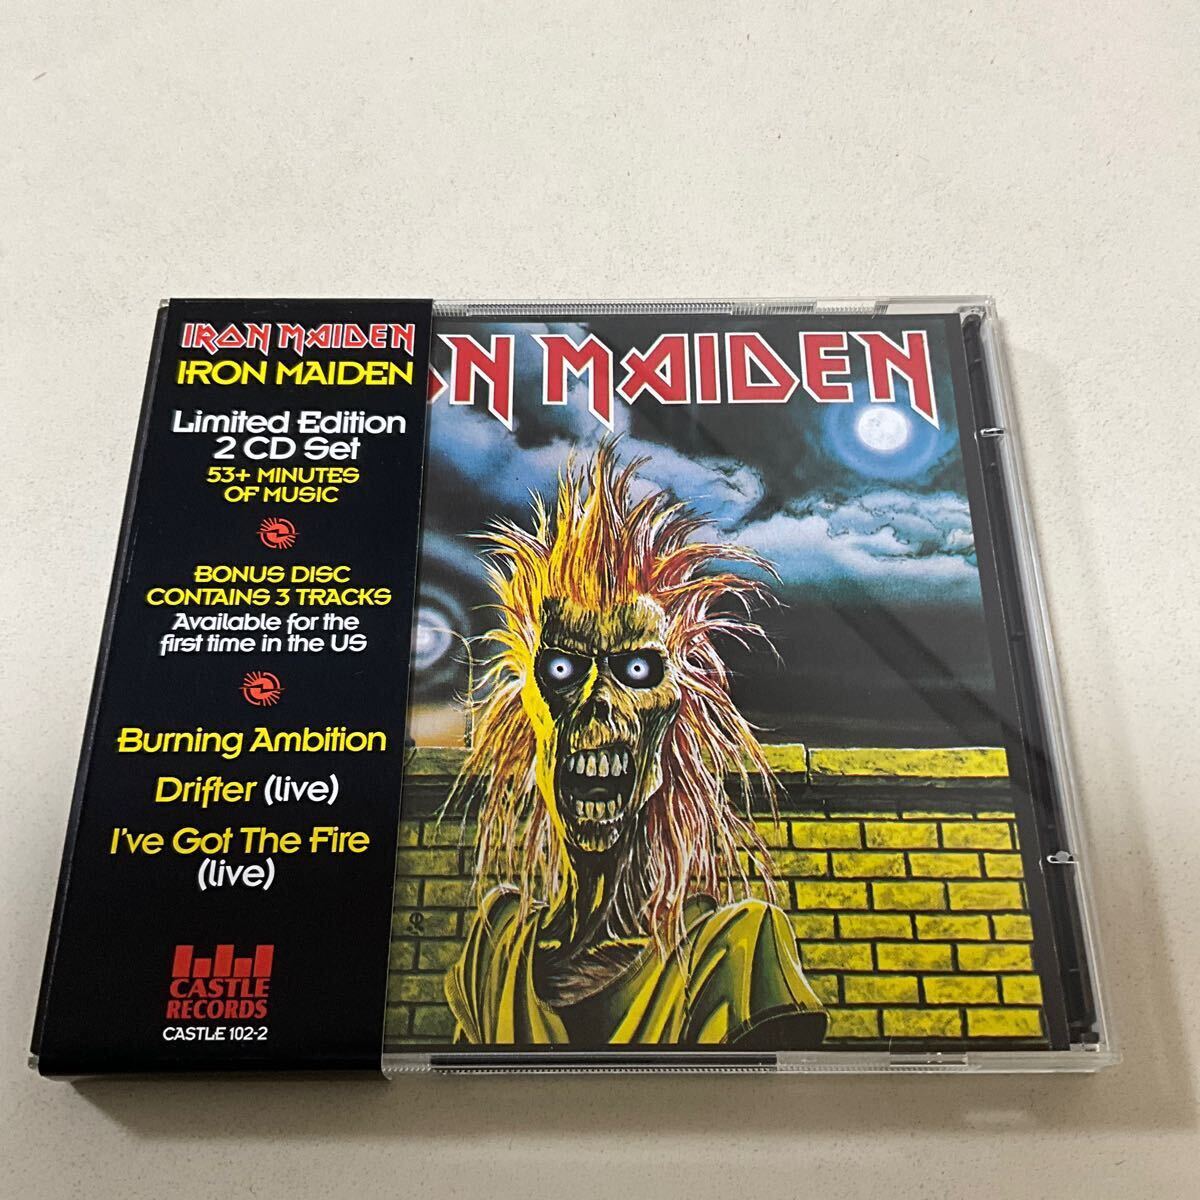 IRON MAIDEN
IRON MAIDEN
Limited Edition
2 CD Set
53+ MINUTES
OF MUSIC
BONUS DISC
CONTAINS 3 TRACKS
Available for the
first time in the US
Burning Ambition
Drifter (live)
I've Got The Fire
(live)
CASTLE
RECORDS
CASTLE 102-2
ON MAIDEN